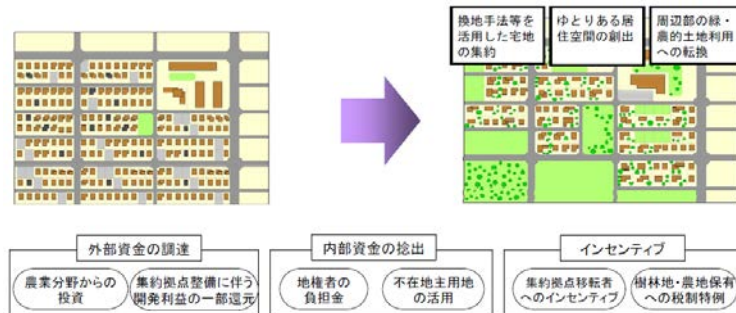 換地手法等を
活用した宅地
の集約
ゆとりある居
住空間の創出
周辺部の緑・
農的土地利用
への転換
外部資金の調達
農業分野からの
投資
集約拠点整備に伴う
開発利益の一部還元
内部資金の捻出
地権者の
負担金
不在地主用地
の活用
インセンティブ
集約拠点移転者
へのインセンティブ
樹林地・農地保有
への税制特例